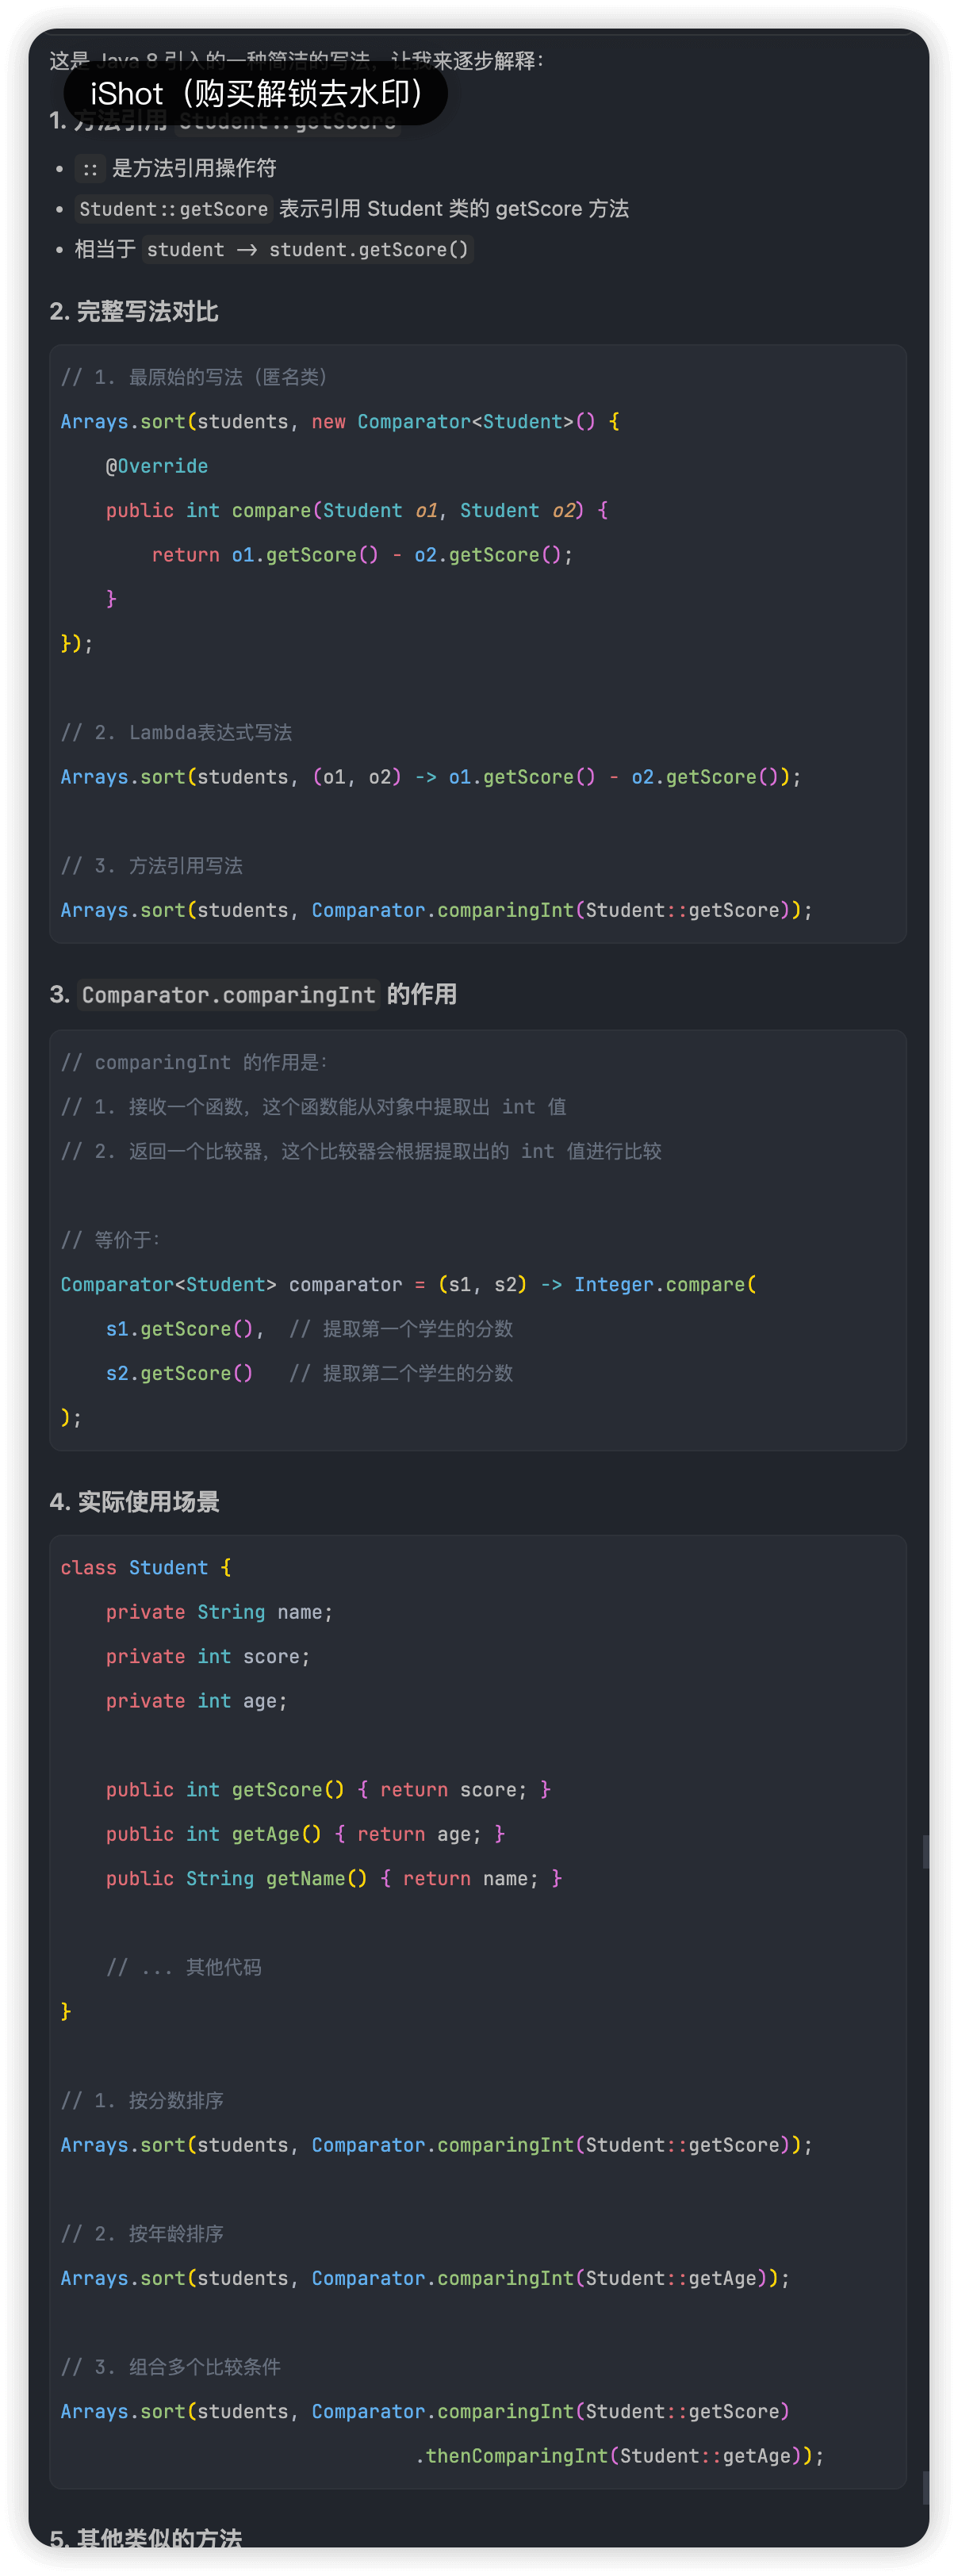 这是 Java 8 引入的一种简洁的写法，让我来逐步解释：
iShot（购买解锁去水印）
1. 方法引用 Student::getScore
• :: 是方法引用操作符
• Student::getScore 表示引用 Student 类的 getScore 方法
• 相当于 student -> student.getScore()
2. 完整写法对比
// 1. 最原始的写法（匿名类）
Arrays.sort(students, new Comparator<Student>() {
    @Override
    public int compare(Student o1, Student o2) {
        return o1.getScore() - o2.getScore();
    }
});
// 2. Lambda表达式写法
Arrays.sort(students, (o1, o2) -> o1.getScore() - o2.getScore());
// 3. 方法引用写法
Arrays.sort(students, Comparator.comparingInt(Student::getScore));
3. Comparator.comparingInt 的作用
// comparingInt 的作用是：
// 1. 接收一个函数，这个函数能从对象中提取出 int 值
// 2. 返回一个比较器，这个比较器会根据提取出的 int 值进行比较
// 等价于：
Comparator<Student> comparator = (s1, s2) -> Integer.compare(
    s1.getScore(),  // 提取第一个学生的分数
    s2.getScore()   // 提取第二个学生的分数
);
4. 实际使用场景
class Student {
    private String name;
    private int score;
    private int age;
    public int getScore() { return score; }
    public int getAge() { return age; }
    public String getName() { return name; }
    // ... 其他代码
}
// 1. 按分数排序
Arrays.sort(students, Comparator.comparingInt(Student::getScore));
// 2. 按年龄排序
Arrays.sort(students, Comparator.comparingInt(Student::getAge));
// 3. 组合多个比较条件
Arrays.sort(students, Comparator.comparingInt(Student::getScore)
                               .thenComparingInt(Student::getAge));
5. 其他类似的方法